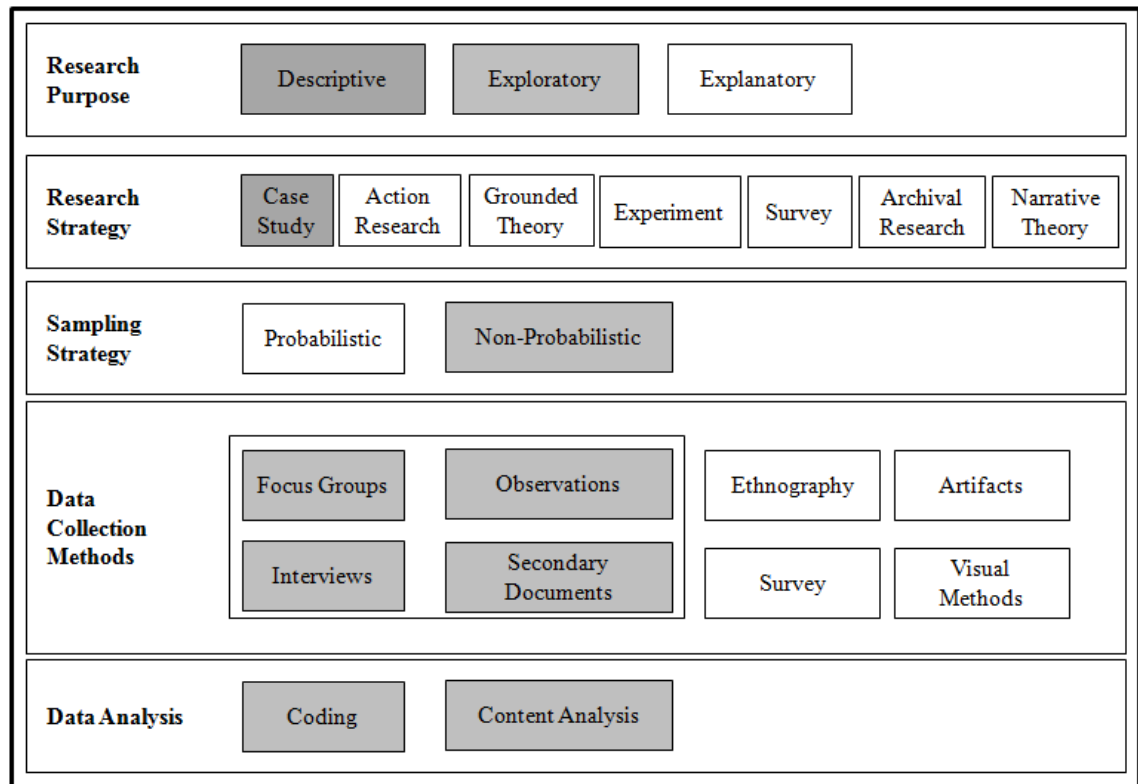 Research
Purpose
Descriptive
Exploratory
Explanatory
Research
Strategy
Case
Study
Action
Research
Grounded
Theory
Experiment
Survey
Archival
Research
Narrative
Theory
Sampling
Strategy
Probabilistic
Non-Probabilistic
Data
Collection
Methods
Focus Groups
Observations
Ethnography
Artifacts
Interviews
Secondary
Documents
Survey
Visual
Methods
Data Analysis
Coding
Content Analysis